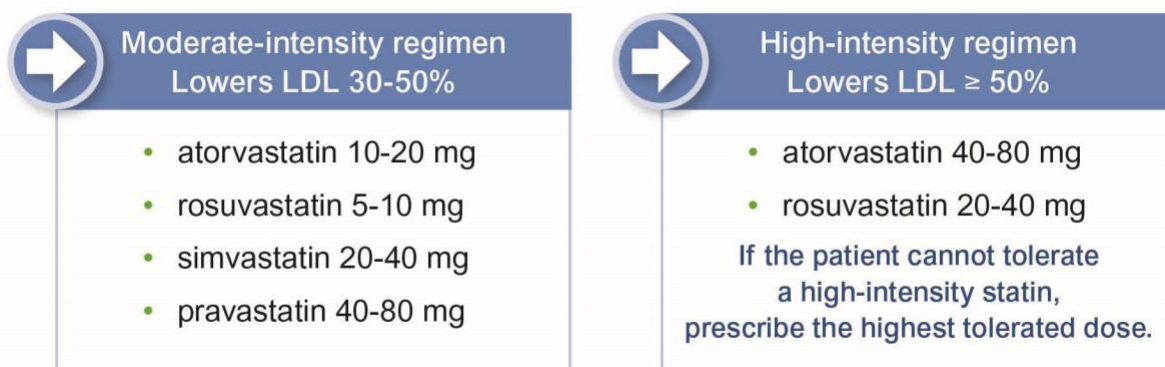 Moderate-intensity regimen
Lowers LDL 30-50%
• atorvastatin 10-20 mg
• rosuvastatin 5-10 mg
• simvastatin 20-40 mg
• pravastatin 40-80 mg
High-intensity regimen
Lowers LDL ≥ 50%
• atorvastatin 40-80 mg
• rosuvastatin 20-40 mg
If the patient cannot tolerate
a high-intensity statin,
prescribe the highest tolerated dose.